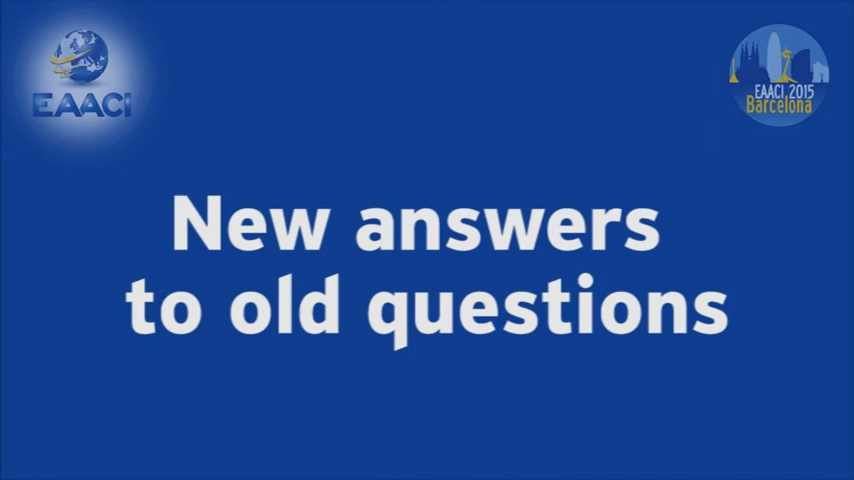 EAACI
EAACI 2015
Barcelona
New answers
to old questions